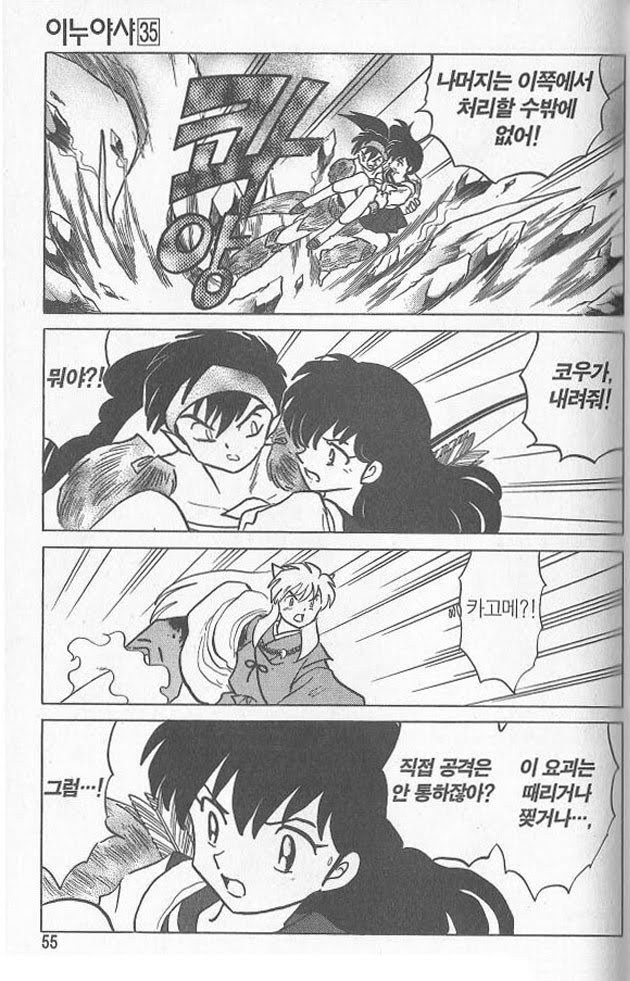 이누야샤 35
나머지는 이쪽에서
처리할 수밖에
없어!
콰
앙
코우가,
내려줘!
뭐야?!
카고메?!
이 요괴는
때리거나
찢거나…,
직접 공격은
안 통하잖아?
그럼…!
55